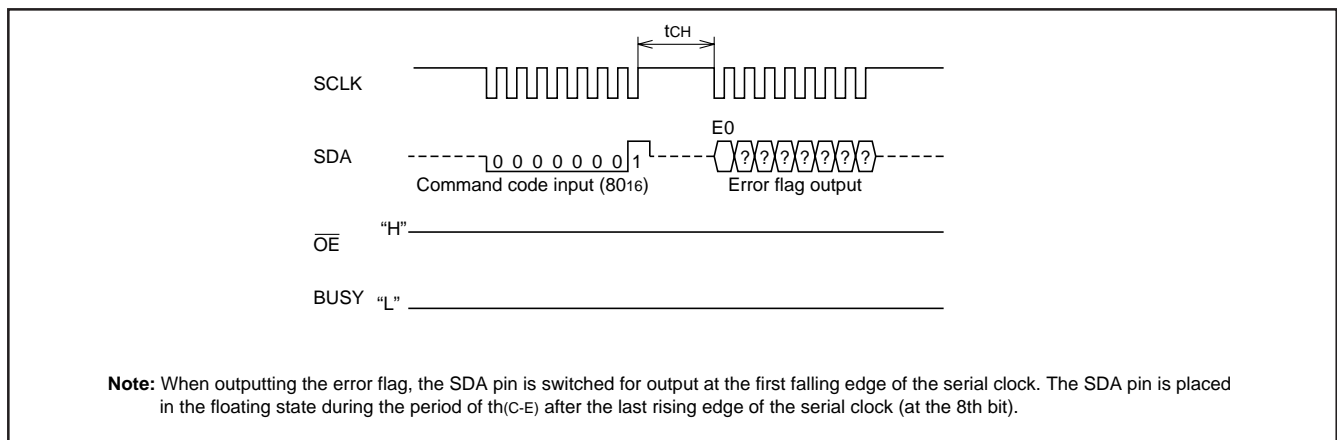 tCH
SCLK
E0
SDA
0 0 0 0 0 0 0 1
? ? ? ? ? ? ?
Command code input (8016)
Error flag output
"H"
OE
BUSY "L"
Note: When outputting the error flag, the SDA pin is switched for output at the first falling edge of the serial clock. The SDA pin is placed
in the floating state during the period of th(C-E) after the last rising edge of the serial clock (at the 8th bit).